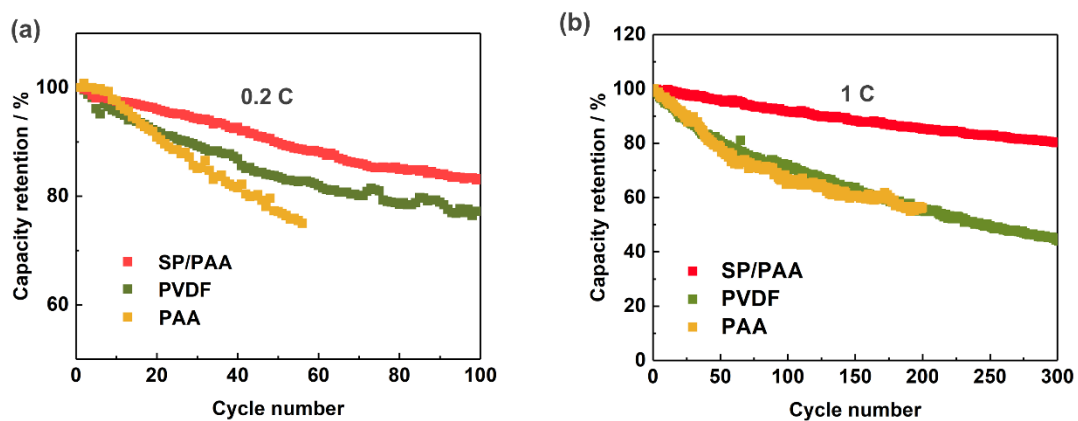 (a)
Capacity retention / %
100
80
60
0.2 C
SP/PAA
PVDF
PAA
0 20 40 60 80 100
Cycle number
(b)
Capacity retention / %
120
100
80
60
40
20
0
1 C
SP/PAA
PVDF
PAA
0 50 100 150 200 250 300
Cycle number